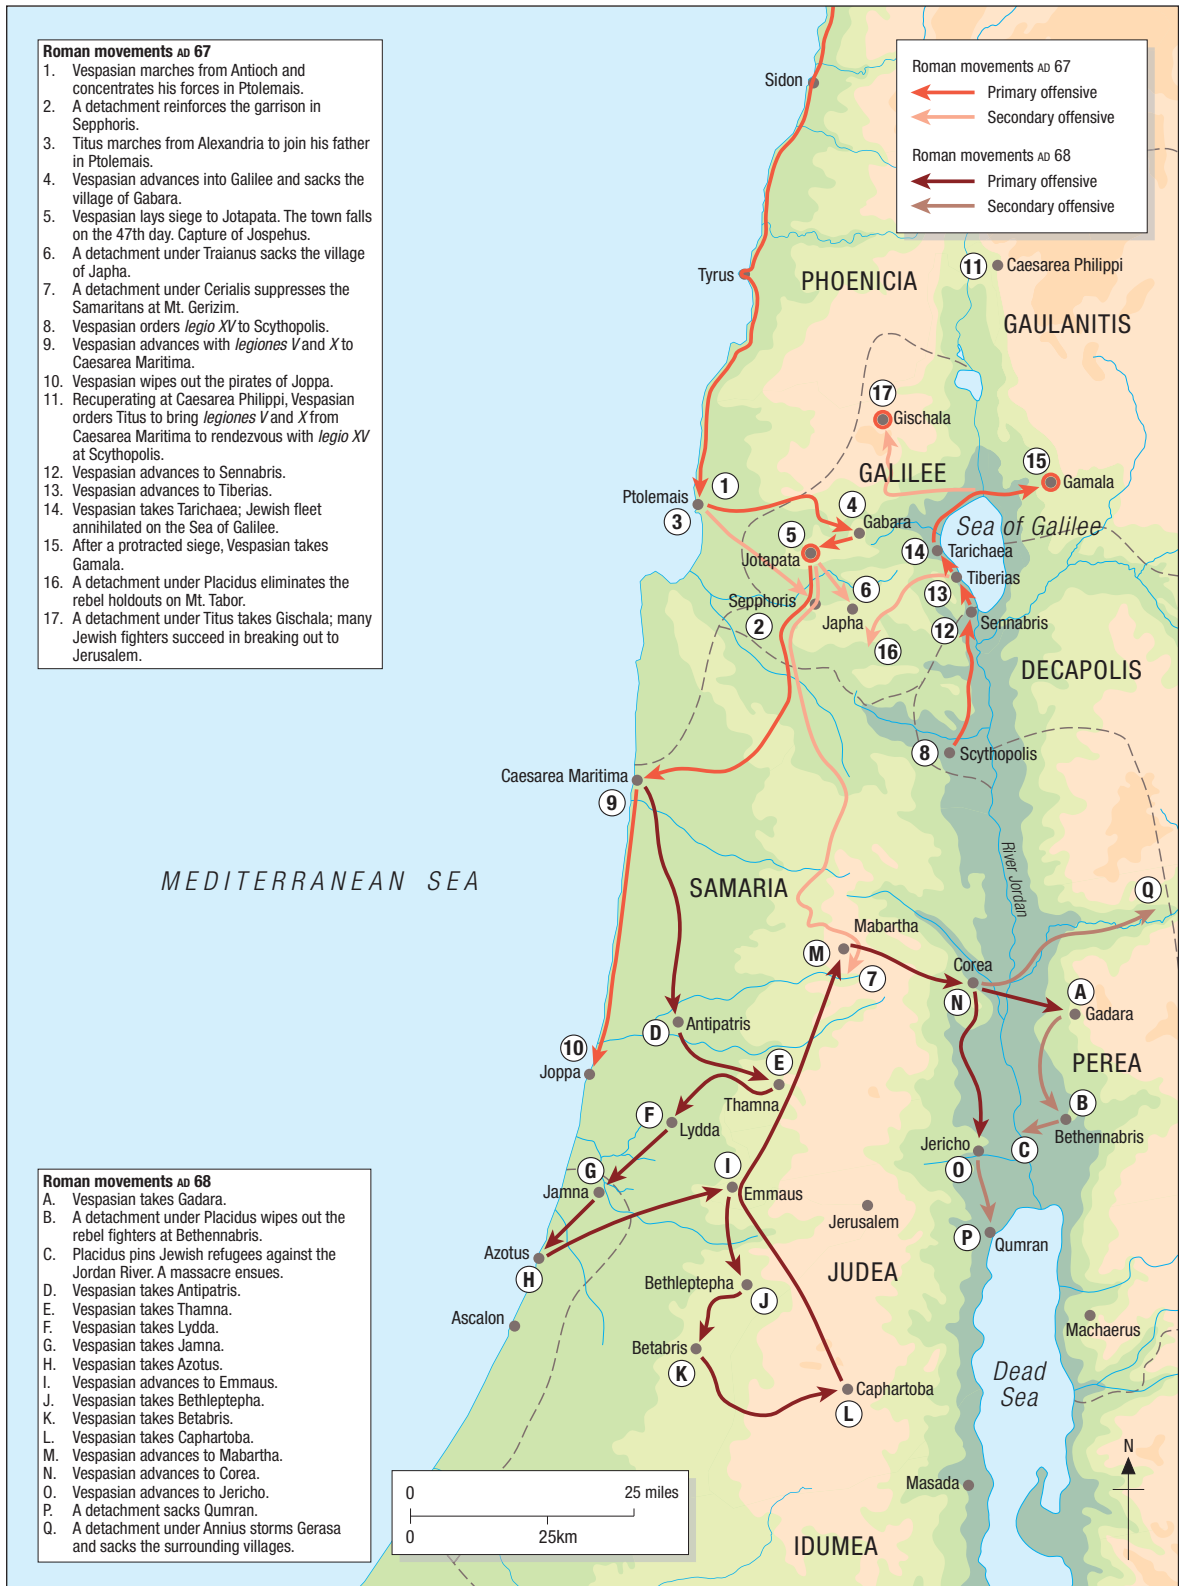 Roman movements AD 67
1. Vespasian marches from Antioch and
concentrates his forces in Ptolemais.
2. A detachment reinforces the garrison in
Sepphoris.
3. Titus marches from Alexandria to join his father
in Ptolemais.
4. Vespasian advances into Galilee and sacks the
village of Gabara.
5. Vespasian lays siege to Jotapata. The town falls
on the 47th day. Capture of Jospehus.
6. A detachment under Traianus sacks the village
of Japha.
7. A detachment under Cerialis suppresses the
Samaritans at Mt. Gerizim.
8. Vespasian orders legio XV to Scythopolis.
9. Vespasian advances with legiones V and X to
Caesarea Maritima.
10. Vespasian wipes out the pirates of Joppa.
11. Recuperating at Caesarea Philippi, Vespasian
orders Titus to bring legiones V and X from
Caesarea Maritima to rendezvous with legio XV
at Scythopolis.
12. Vespasian advances to Sennabris.
13. Vespasian advances to Tiberias.
14. Vespasian takes Tarichaea; Jewish fleet
annihilated on the Sea of Galilee.
15. After a protracted siege, Vespasian takes
Gamala.
16. A detachment under Placidus eliminates the
rebel holdouts on Mt. Tabor.
17. A detachment under Titus takes Gischala; many
Jewish fighters succeed in breaking out to
Jerusalem.
Roman movements AD 67
Primary offensive
Secondary offensive
Roman movements AD 68
Primary offensive
Secondary offensive
Sidon
Tyrus
PHOENICIA
11 Caesarea Philippi
GAULANITIS
17
Gischala
GALILEE
15
Gamala
Ptolemais
1
3
4
Gabara
Sea of Galilee
5
Jotapata
14
Tarichaea
Tiberias
13
6
Sepphoris
Japha
2
12
Sennabris
16
DECAPOLIS
8
Scythopolis
Caesarea Maritima
9
River Jordan
MEDITERRANEAN SEA
SAMARIA
Q
Mabartha
M
7
Corea
N
A
Gadara
D
Antipatris
10
Joppa
E
Thamna
PEREA
F
Lydda
B
Bethennabris
C
Jericho
O
G
Jamna
I
Emmaus
Jerusalem
P
Qumran
Azotus
H
JUDEA
Bethleptepha
J
Ascalon
Machaerus
Betabris
K
Caphartoba
L
Dead
Sea
Masada
IDUMEA
N
Roman movements AD 68
A. Vespasian takes Gadara.
B. A detachment under Placidus wipes out the
rebel fighters at Bethennabris.
C. Placidus pins Jewish refugees against the
Jordan River. A massacre ensues.
D. Vespasian takes Antipatris.
E. Vespasian takes Thamna.
F. Vespasian takes Lydda.
G. Vespasian takes Jamna.
H. Vespasian takes Azotus.
I. Vespasian advances to Emmaus.
J. Vespasian takes Bethleptepha.
K. Vespasian takes Betabris.
L. Vespasian takes Caphartoba.
M. Vespasian advances to Mabartha.
N. Vespasian advances to Corea.
O. Vespasian advances to Jericho.
P. A detachment sacks Qumran.
Q. A detachment under Annius storms Gerasa
and sacks the surrounding villages.
0 25 miles
0 25km